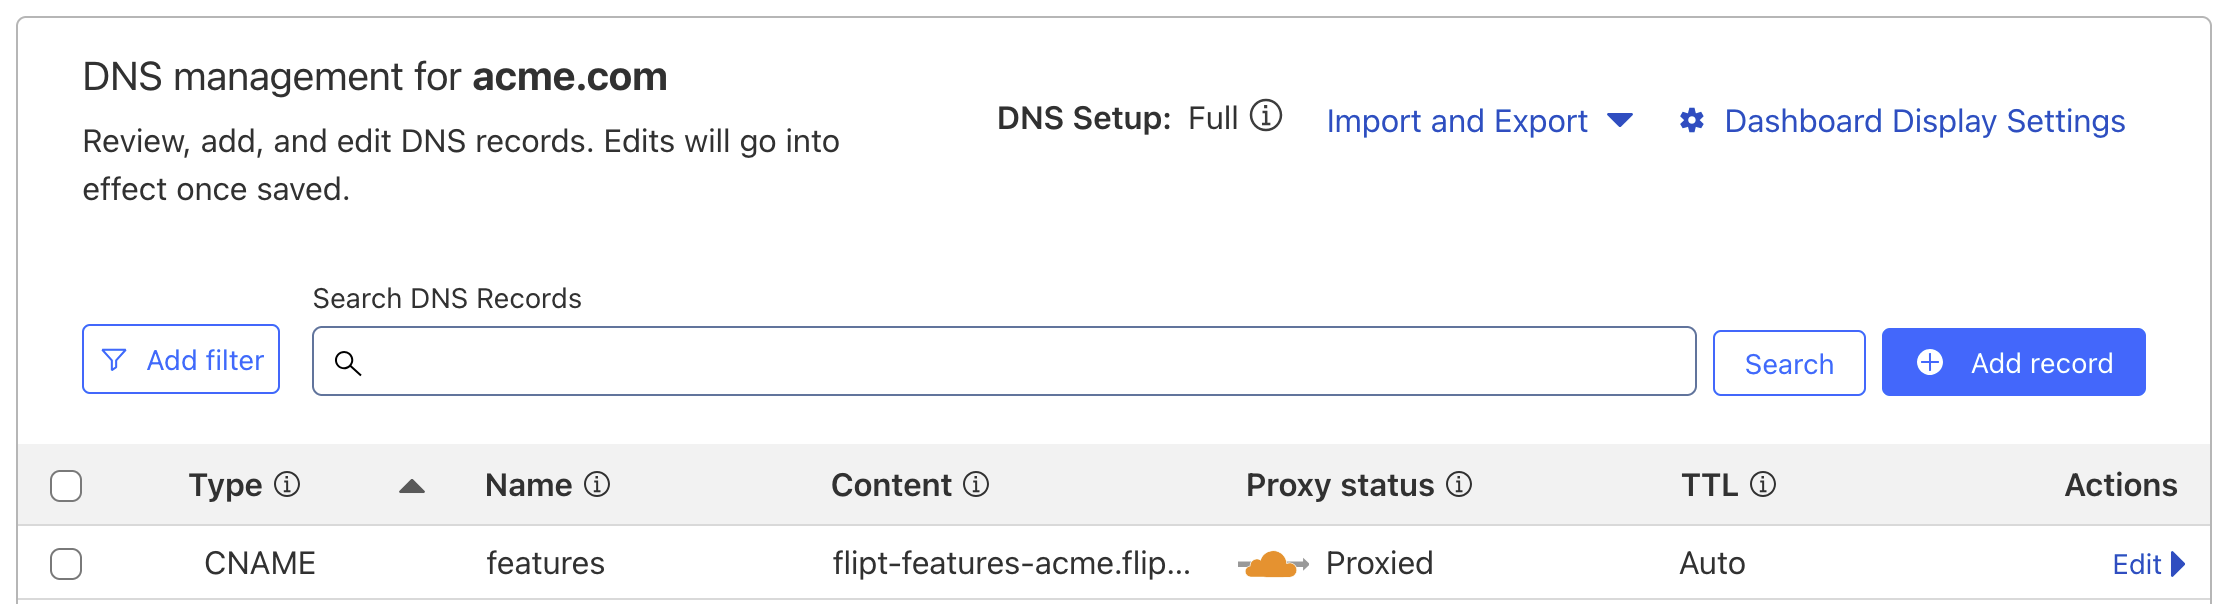 DNS management for acme.com
Review, add, and edit DNS records. Edits will go into
effect once saved.
DNS Setup: Full
Import and Export
Dashboard Display Settings
Search DNS Records
Add filter
Search
Add record
Type Name Content Proxy status TTL Actions
CNAME features flipt-features-acme.flip... Proxied Auto Edit